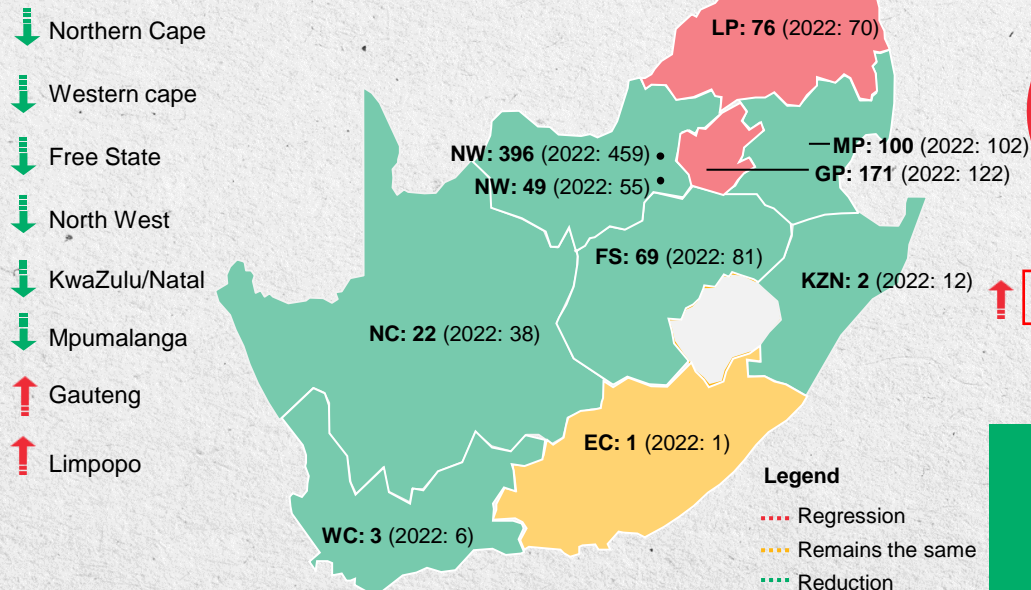 Northern Cape
Western cape
Free State
North West
KwaZulu/Natal
Mpumalanga
Gauteng
Limpopo
LP: 76 (2022: 70)
NW: 396 (2022: 459)
NW: 49 (2022: 55)
MP: 100 (2022: 102)
GP: 171 (2022: 122)
FS: 69 (2022: 81)
KZN: 2 (2022: 12)
NC: 22 (2022: 38)
EC: 1 (2022: 1)
WC: 3 (2022: 6)
Legend
Regression
Remains the same
Reduction